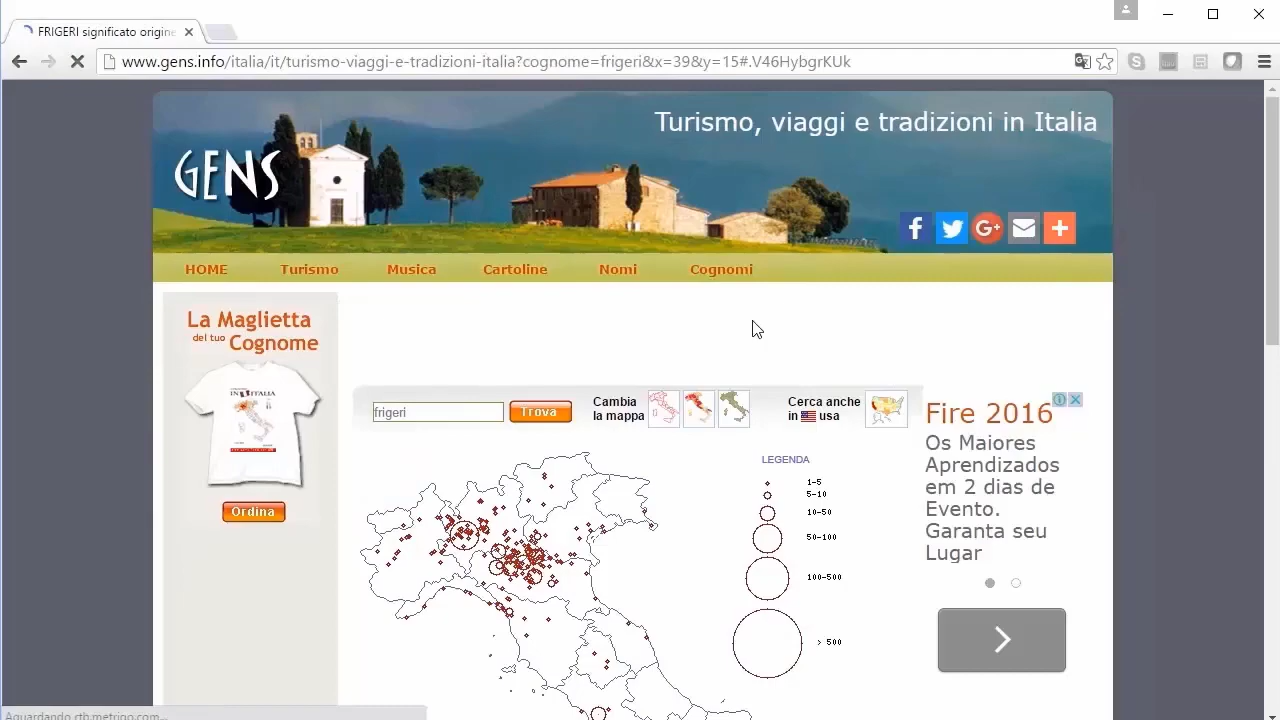 FRIGERI significato origine
www.gens.info/italia/it/turismo-viaggi-e-tradizioni-italia?cognome=frigeri&x=39&y=15#.V46HybgrKUk
Turismo, viaggi e tradizioni in Italia
GENS
HOME Turismo Musica Cartoline Nomi Cognomi
La Maglietta
del tuo Cognome
IN ITALIA
Ordina
frigeri
Trova
Cambia
la mappa
Cerca anche
in usa
LEGENDA
1-5
5-10
10-50
50-100
100-500
> 500
Fire 2016
Os Maiores
Aprendizados
em 2 dias de
Evento.
Garanta seu
Lugar
Aguardando rtb.metrigo.com...